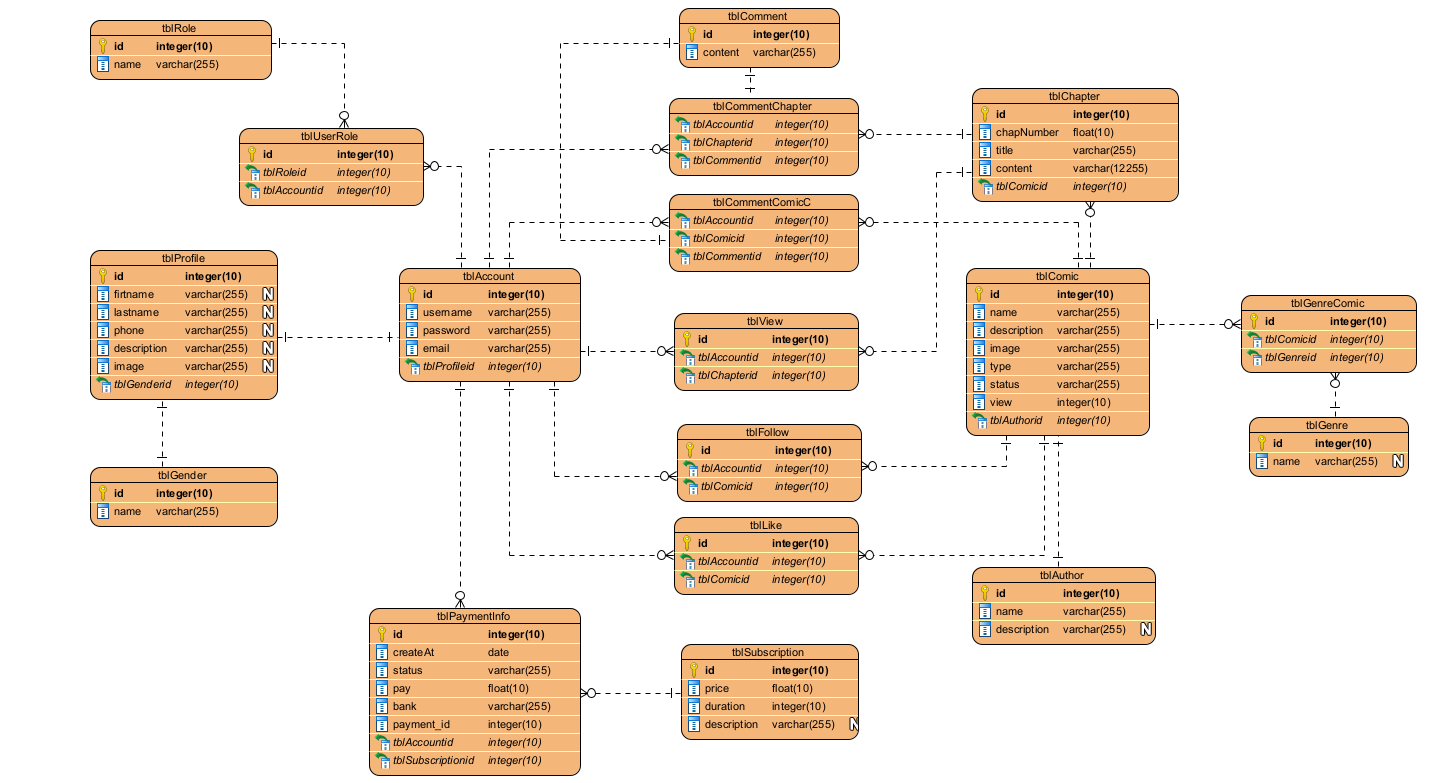 tblRole
id integer(10)
name varchar(255)
tblUserRole
id integer(10)
tblRoleid integer(10)
tblAccountid integer(10)
tblProfile
id integer(10)
firtname varchar(255) N
lastname varchar(255) N
phone varchar(255) N
description varchar(255) N
image varchar(255) N
tblGenderid integer(10)
tblGender
id integer(10)
name varchar(255)
tblAccount
id integer(10)
username varchar(255)
password varchar(255)
email varchar(255)
tblProfileid integer(10)
tblPaymentInfo
id integer(10)
createAt date
status varchar(255)
pay float(10)
bank varchar(255)
payment_id integer(10)
tblAccountid integer(10)
tblSubscriptionid integer(10)
tblComment
id integer(10)
content varchar(255)
tblCommentChapter
tblAccountid integer(10)
tblChapterid integer(10)
tblCommentid integer(10)
tblCommentComicC
tblAccountid integer(10)
tblComicid integer(10)
tblCommentid integer(10)
tblView
id integer(10)
tblAccountid integer(10)
tblChapterid integer(10)
tblFollow
id integer(10)
tblAccountid integer(10)
tblComicid integer(10)
tblLike
id integer(10)
tblAccountid integer(10)
tblComicid integer(10)
tblSubscription
id integer(10)
price float(10)
duration integer(10)
description varchar(255) N
tblChapter
id integer(10)
chapNumber float(10)
title varchar(255)
content varchar(12255)
tblComicid integer(10)
tblComic
id integer(10)
name varchar(255)
description varchar(255)
image varchar(255)
type varchar(255)
status varchar(255)
view integer(10)
tblAuthorid integer(10)
tblAuthor
id integer(10)
name varchar(255)
description varchar(255) N
tblGenreComic
id integer(10)
tblComicid integer(10)
tblGenreid integer(10)
tblGenre
id integer(10)
name varchar(255) N